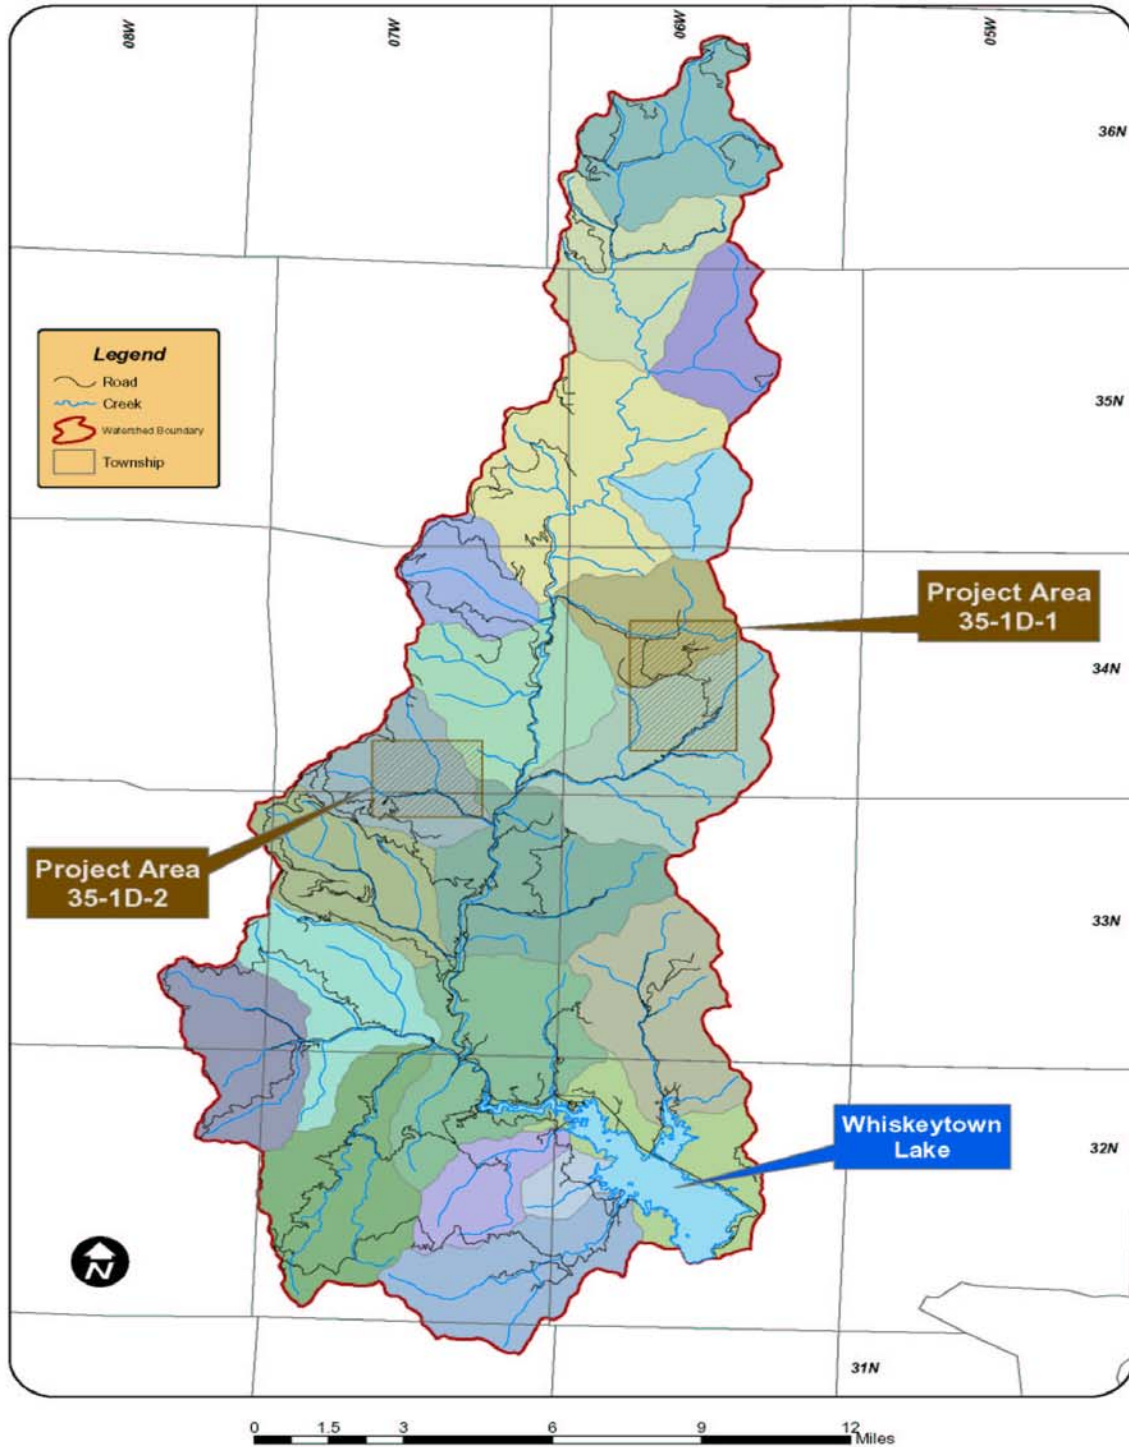 08W
07W
06W
05W
36N
Legend
Road
Creek
Watershed Boundary
Township
35N
Project Area
35-1D-1
34N
Project Area
35-1D-2
33N
Whiskeytown
Lake
32N
N
31N
0 1.5 3 6 9 12
Miles